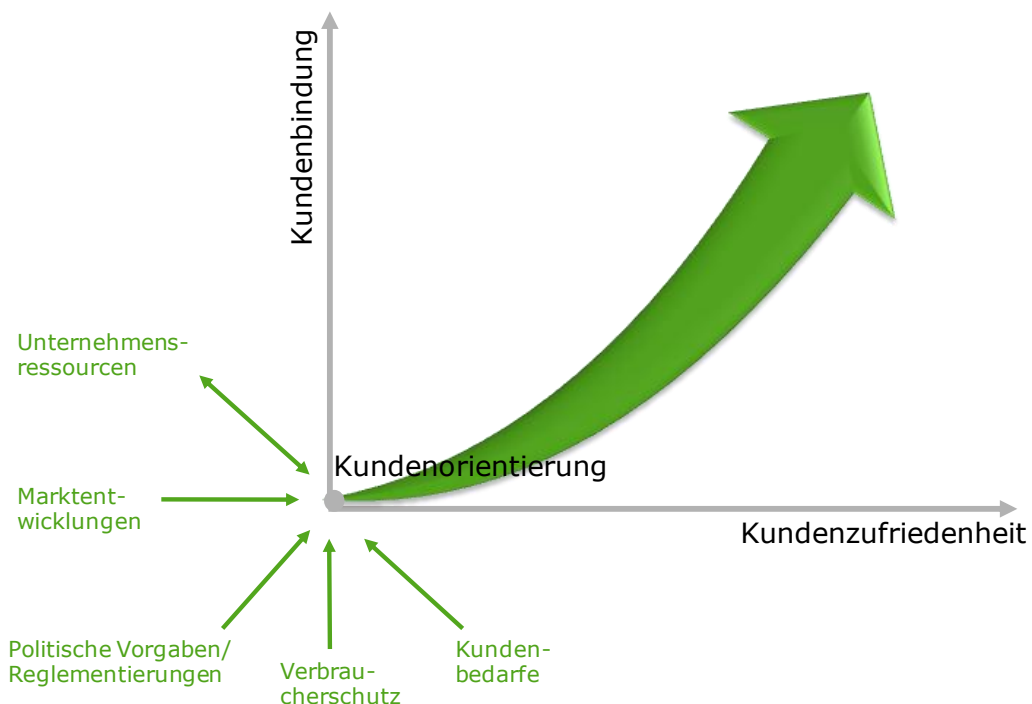 Kundenbindung
Unternehmens-
ressourcen
Kundenorientierung
Marktent-
wicklungen
Kundenzufriedenheit
Politische Vorgaben/
Reglementierungen
Verbrau-
cherschutz
Kunden-
bedarfe